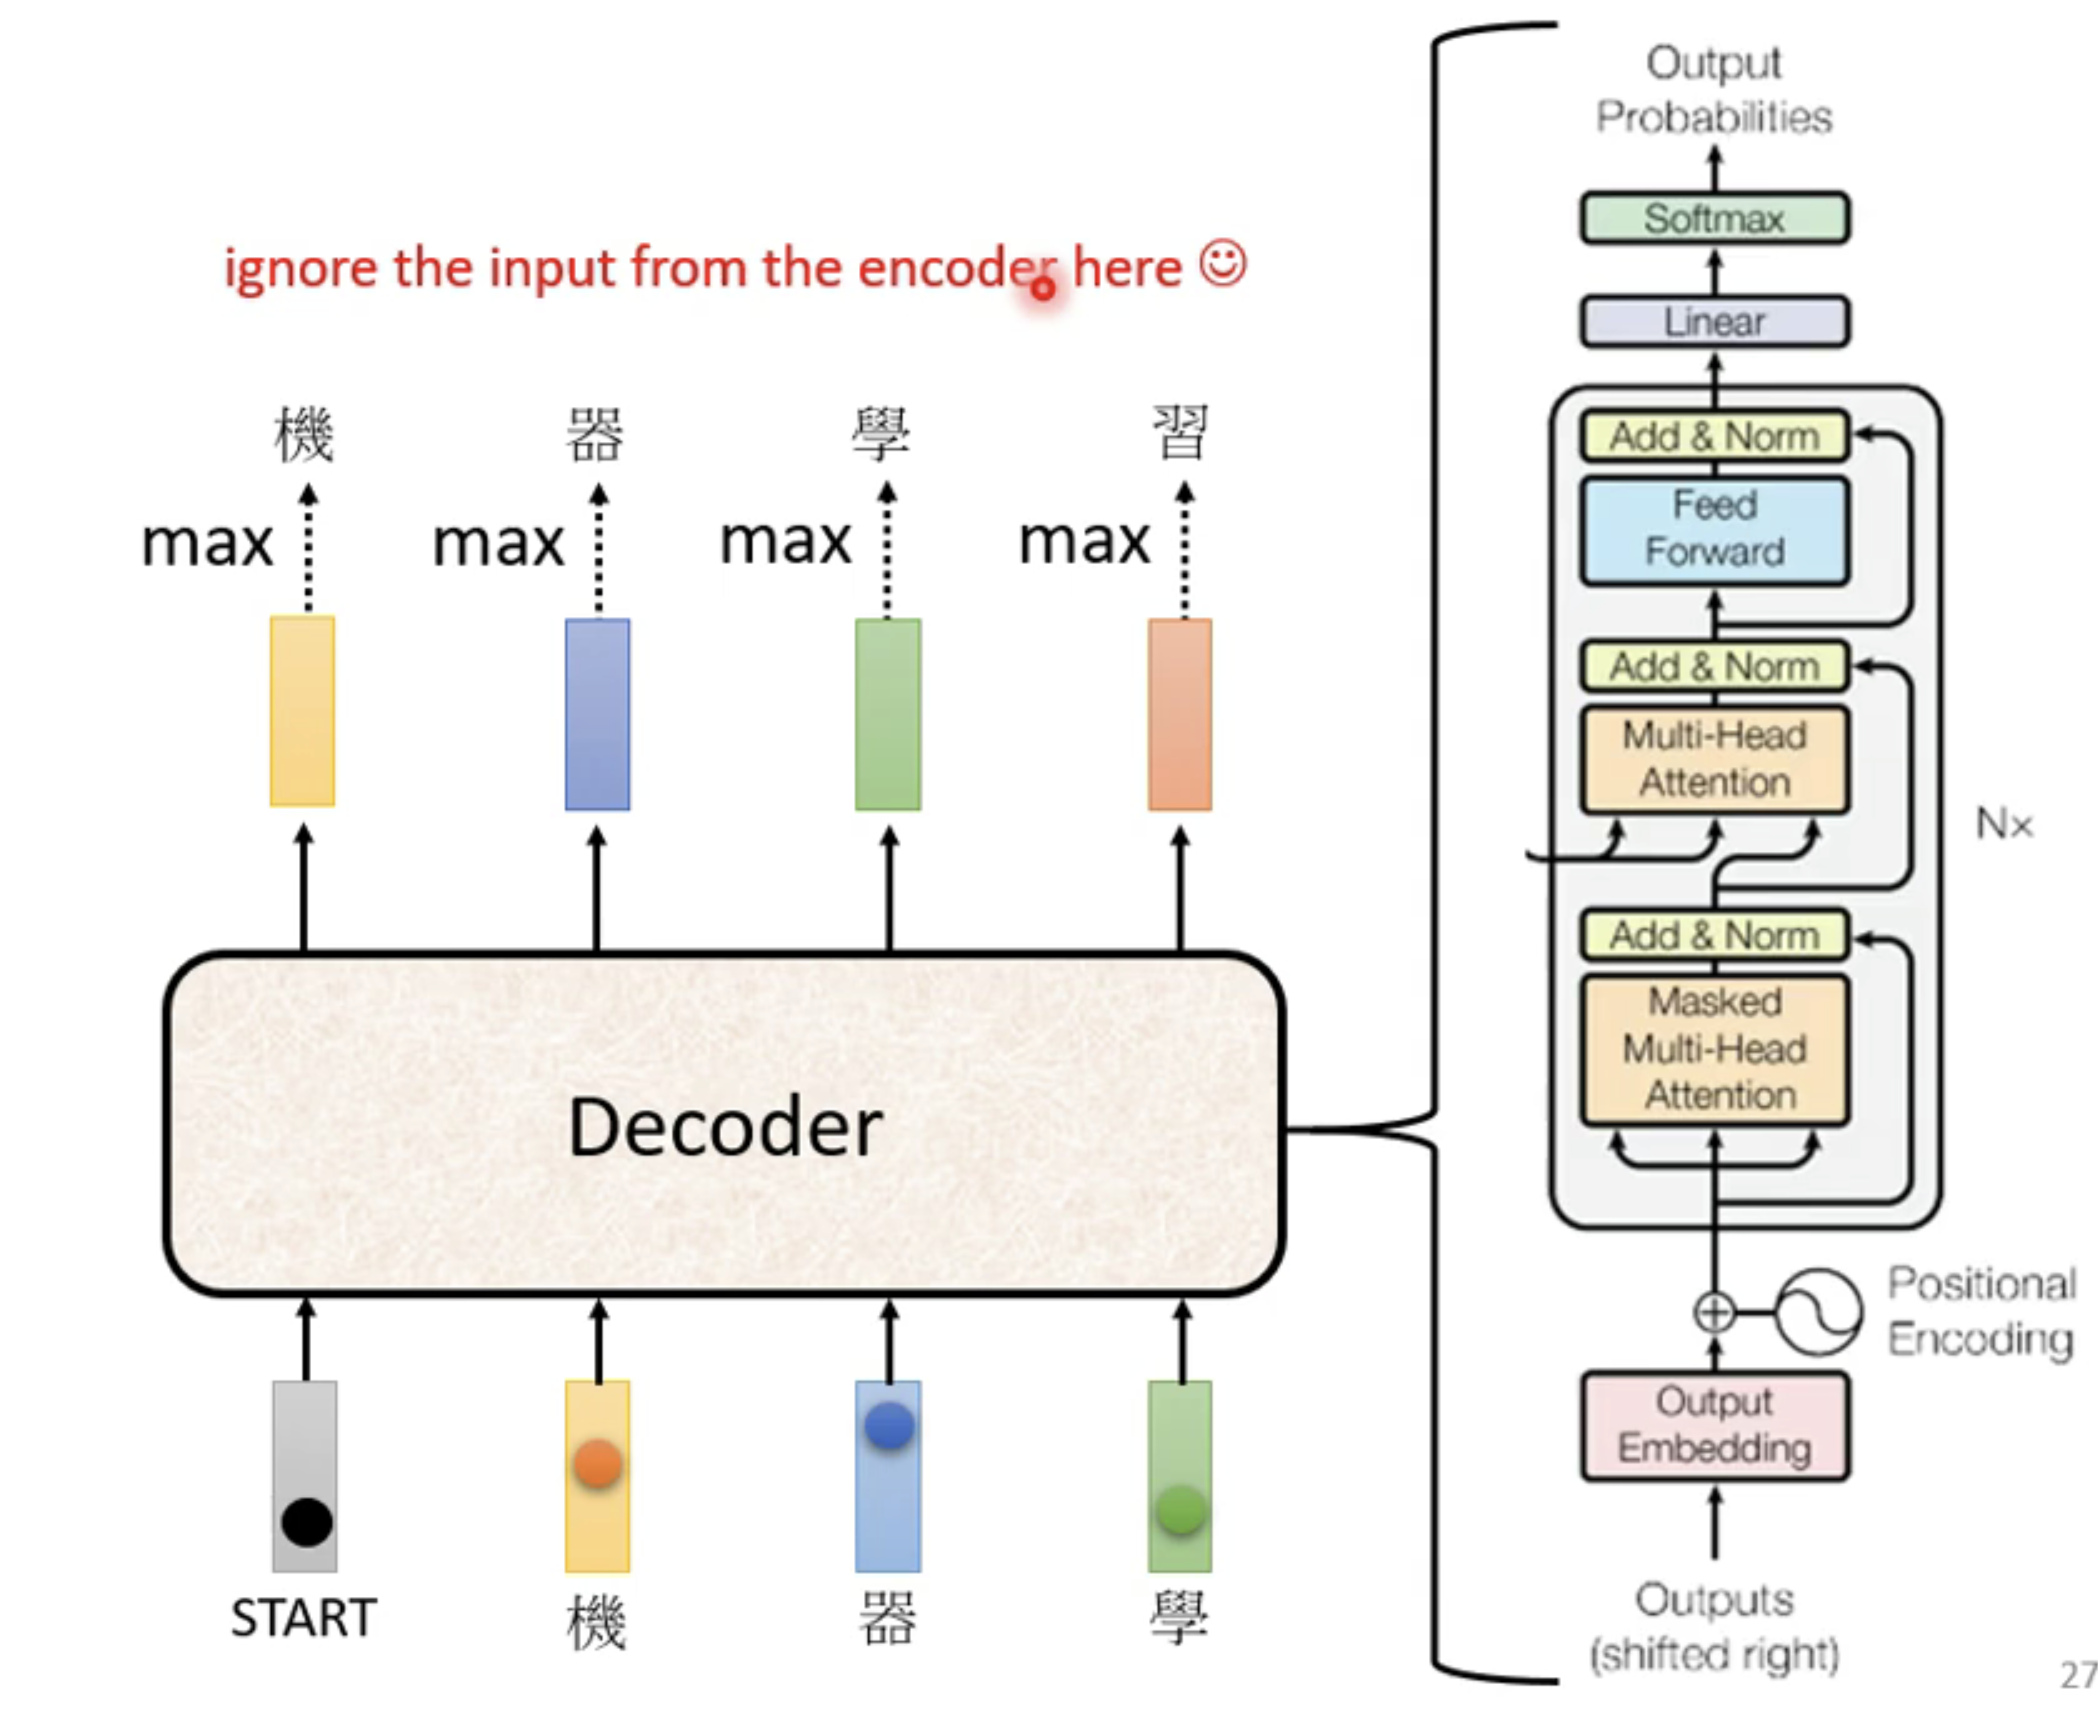 ignore the input from the encoder here ☺
機 器 學 習
max max max max
Decoder
START 機 器 學
Output
Probabilities
Softmax
Linear
Add & Norm
Feed
Forward
Add & Norm
Multi-Head
Attention
N×
Add & Norm
Masked
Multi-Head
Attention
Positional
Encoding
Output
Embedding
Outputs
(shifted right)
27